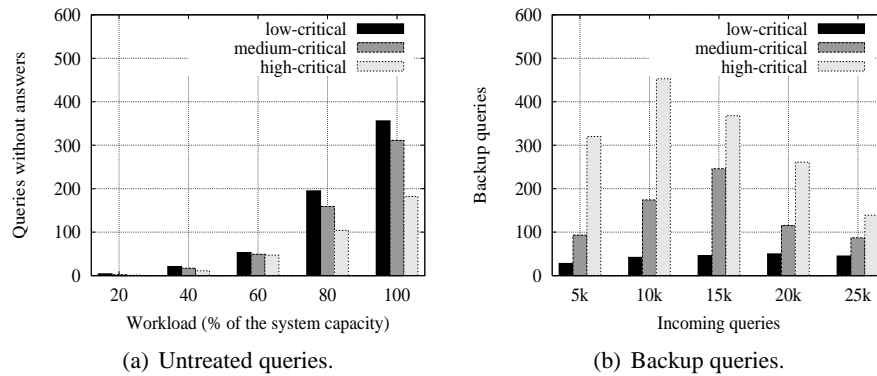 600
500
400
300
200
100
0
Queries without answers
low-critical
medium-critical
high-critical
20 40 60 80 100
Workload (% of the system capacity)
(a) Untreated queries.
600
500
400
300
200
100
0
Backup queries
low-critical
medium-critical
high-critical
5k 10k 15k 20k 25k
Incoming queries
(b) Backup queries.